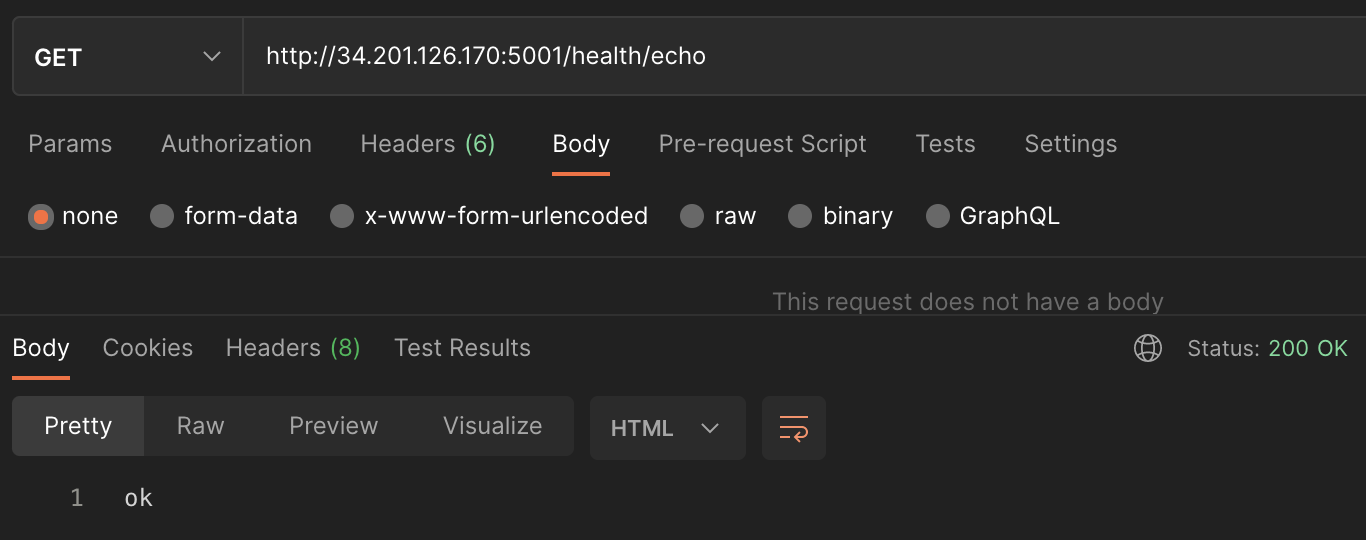 GET http://34.201.126.170:5001/health/echo
Params Authorization Headers (6) Body Pre-request Script Tests Settings
none form-data x-www-form-urlencoded raw binary GraphQL
This request does not have a body
Body Cookies Headers (8) Test Results Status: 200 OK
Pretty Raw Preview Visualize HTML
1 ok